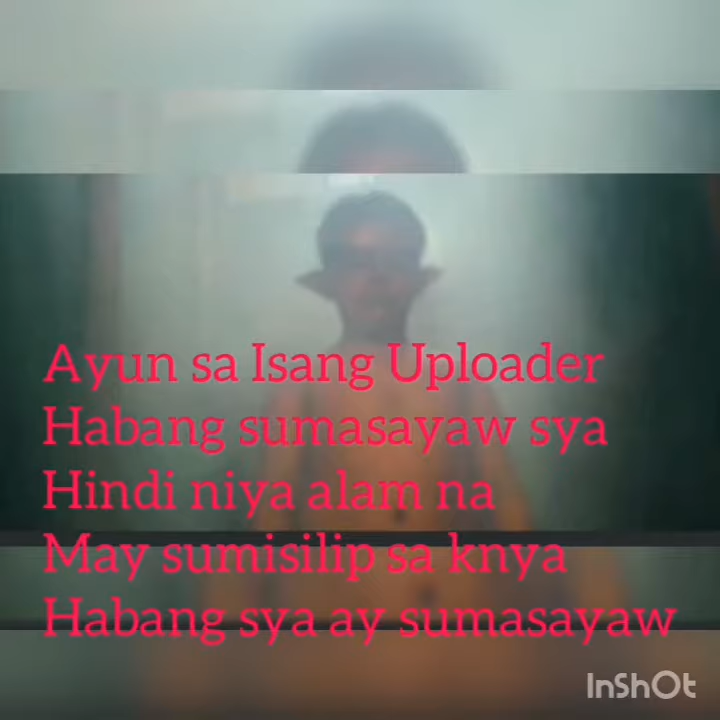 Ayun sa Isang Uploader
Habang sumasayaw sya
Hindi niya alam na
May sumisilip sa knya
Habang sya ay sumasayaw
InShOt